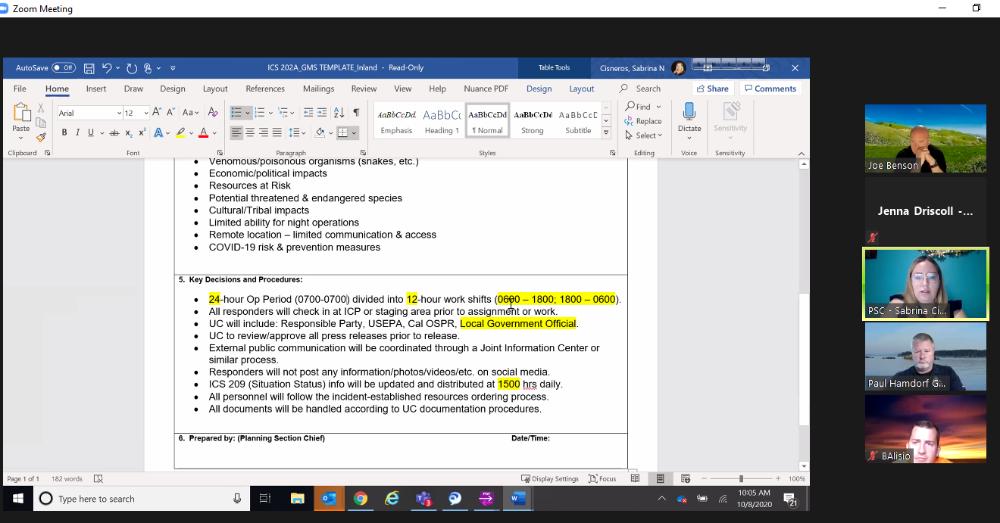 Zoom Meeting
AutoSave Off
ICS 202A_GMS TEMPLATE_Inland - Read-Only
Table Tools
Cisneros, Sabrina N
File Home Insert Draw Design Layout References Mailings Review View Help Nuance PDF Design Layout Search Share Comments
Paste
Arial 12
Aa
AaBbCcDd. AaBbCc AaBbCcDd AaBbCcDd AaBbCcD
Emphasis Heading 1 ¶ Normal Strong Subtitle
Find
Replace
Select
Dictate
Sensitivity
Clipboard Font Paragraph Styles Editing Voice Sensitivity
• Venomous/poisonous organisms (snakes, etc.)
• Economic/political impacts
• Resources at Risk
• Potential threatened & endangered species
• Cultural/Tribal impacts
• Limited ability for night operations
• Remote location – limited communication & access
• COVID-19 risk & prevention measures
5. Key Decisions and Procedures:
• 24-hour Op Period (0700-0700) divided into 12-hour work shifts (0600 – 1800; 1800 – 0600).
• All responders will check in at ICP or staging area prior to assignment or work.
• UC will include: Responsible Party, USEPA, Cal OSPR, Local Government Official.
• UC to review/approve all press releases prior to release.
• External public communication will be coordinated through a Joint Information Center or
similar process.
• Responders will not post any information/photos/videos/etc. on social media.
• ICS 209 (Situation Status) info will be updated and distributed at 1500 hrs daily.
• All personnel will follow the incident-established resources ordering process.
• All documents will be handled according to UC documentation procedures.
6. Prepared by: (Planning Section Chief) Date/Time:
Page 1 of 1 182 words Display Settings Focus 100%
Type here to search
3
10:05 AM
10/8/2020
21
Joe Benson
Jenna Driscoll -...
PSC - Sabrina Ci...
Paul Hamdorf G...
BAlisio